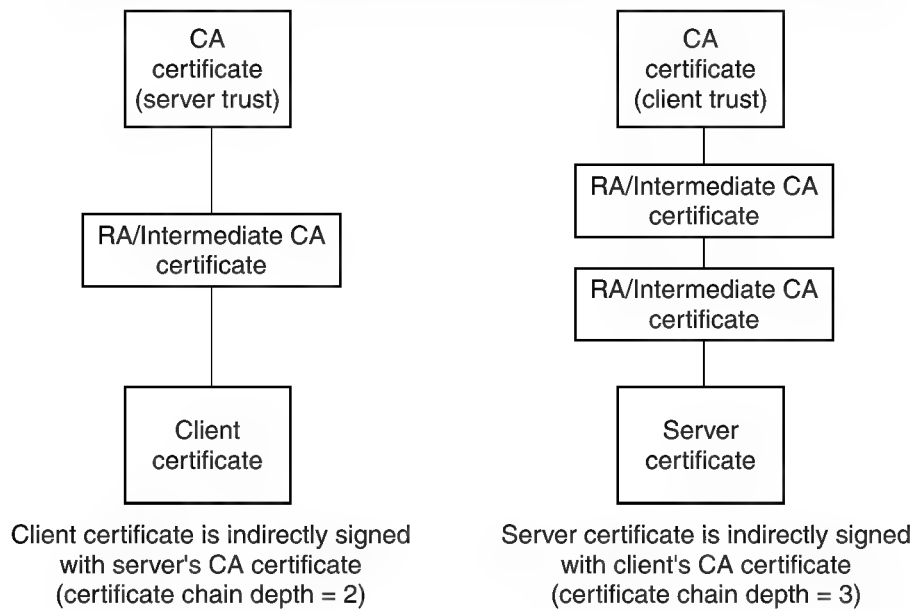 CA
certificate
(server trust)
RA/Intermediate CA
certificate
Client
certificate
Client certificate is indirectly signed
with server's CA certificate
(certificate chain depth = 2)
CA
certificate
(client trust)
RA/Intermediate CA
certificate
RA/Intermediate CA
certificate
Server
certificate
Server certificate is indirectly signed
with client's CA certificate
(certificate chain depth = 3)